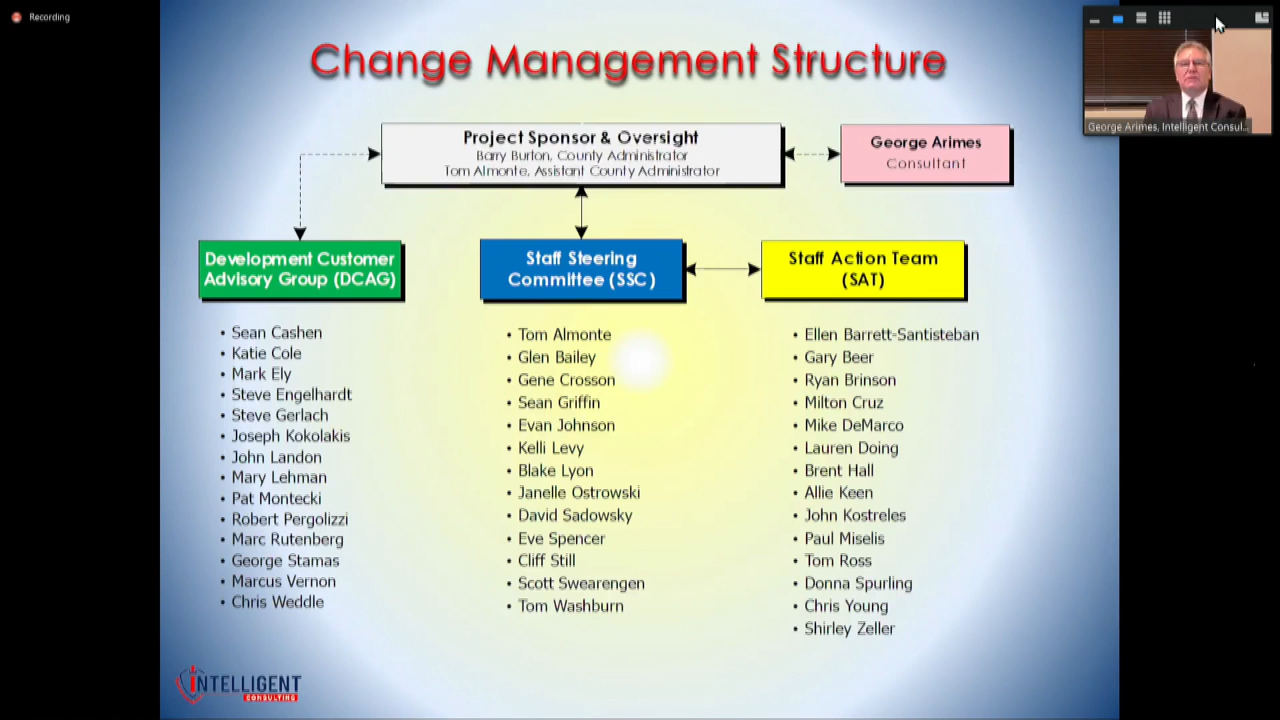 Recording
Change Management Structure
George Arimes, Intelligent Consul...
Project Sponsor & Oversight
Barry Burton, County Administrator
Tom Almonte, Assistant County Administrator
George Arimes
Consultant
Development Customer
Advisory Group (DCAG)
Staff Steering
Committee (SSC)
Staff Action Team
(SAT)
• Sean Cashen
• Katie Cole
• Mark Ely
• Steve Engelhardt
• Steve Gerlach
• Joseph Kokolakis
• John Landon
• Mary Lehman
• Pat Montecki
• Robert Pergolizzi
• Marc Rutenberg
• George Stamas
• Marcus Vernon
• Chris Weddle
• Tom Almonte
• Glen Bailey
• Gene Crosson
• Sean Griffin
• Evan Johnson
• Kelli Levy
• Blake Lyon
• Janelle Ostrowski
• David Sadowsky
• Eve Spencer
• Cliff Still
• Scott Swearengen
• Tom Washburn
• Ellen Barrett-Santisteban
• Gary Beer
• Ryan Brinson
• Milton Cruz
• Mike DeMarco
• Lauren Doing
• Brent Hall
• Allie Keen
• John Kostreles
• Paul Miselis
• Tom Ross
• Donna Spurling
• Chris Young
• Shirley Zeller
INTELLIGENT
CONSULTING